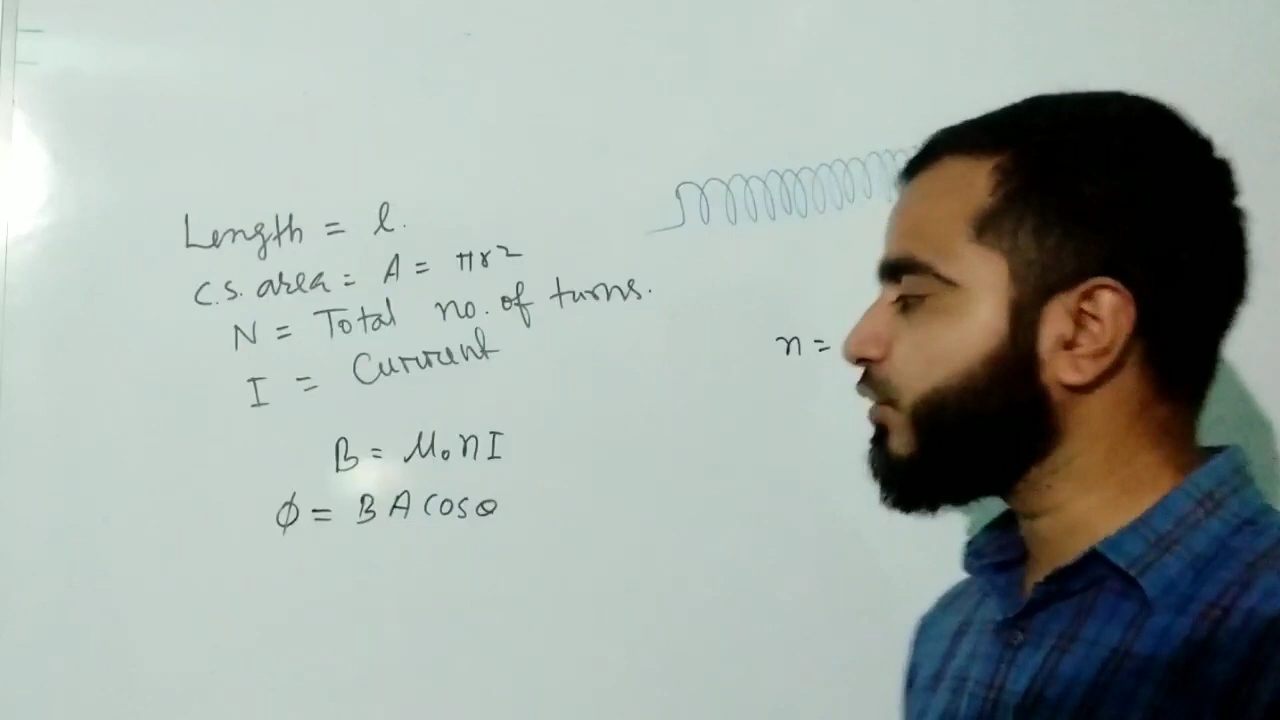 Length = l.
C.S. area = A = πr2
N = Total no. of turns.
I = Current
n =
B = μ₀nI
ϕ = BA cosθ